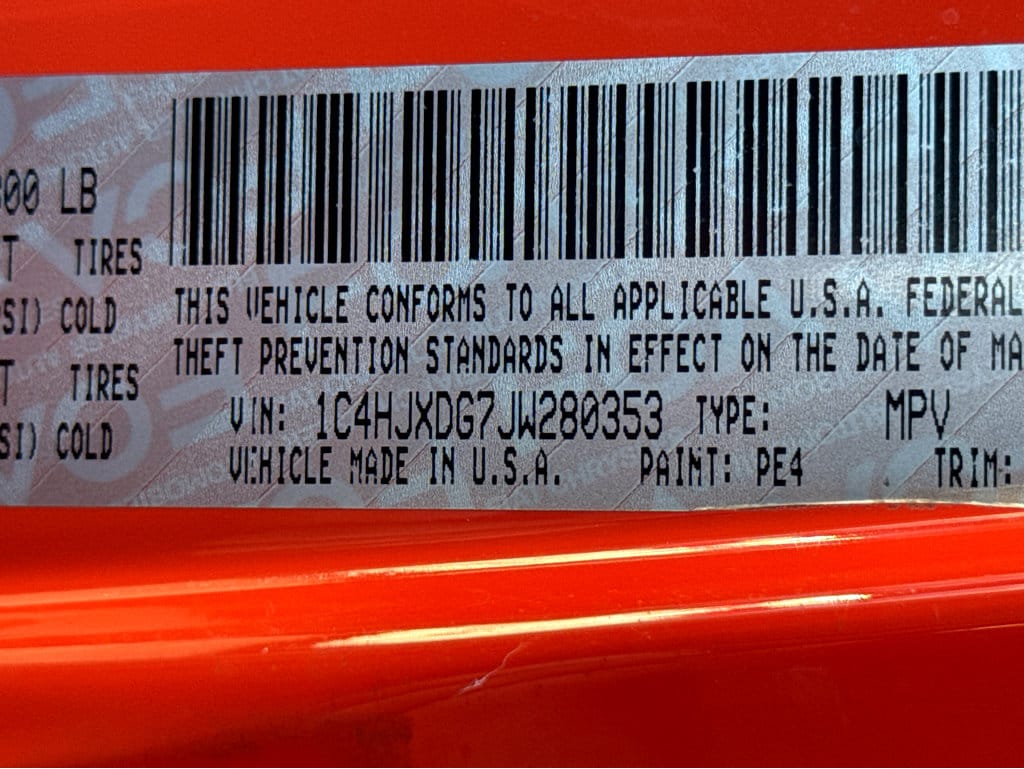 00 LB
TIRES
SI) COLD
TIRES
SI) COLD
THIS VEHICLE CONFORMS TO ALL APPLICABLE U.S.A. FEDERAL
THEFT PREVENTION STANDARDS IN EFFECT ON THE DATE OF MA
VIN: 1C4HJXDG7JW280353 TYPE: MPV
VEHICLE MADE IN U.S.A. PAINT: PE4 TRIM: